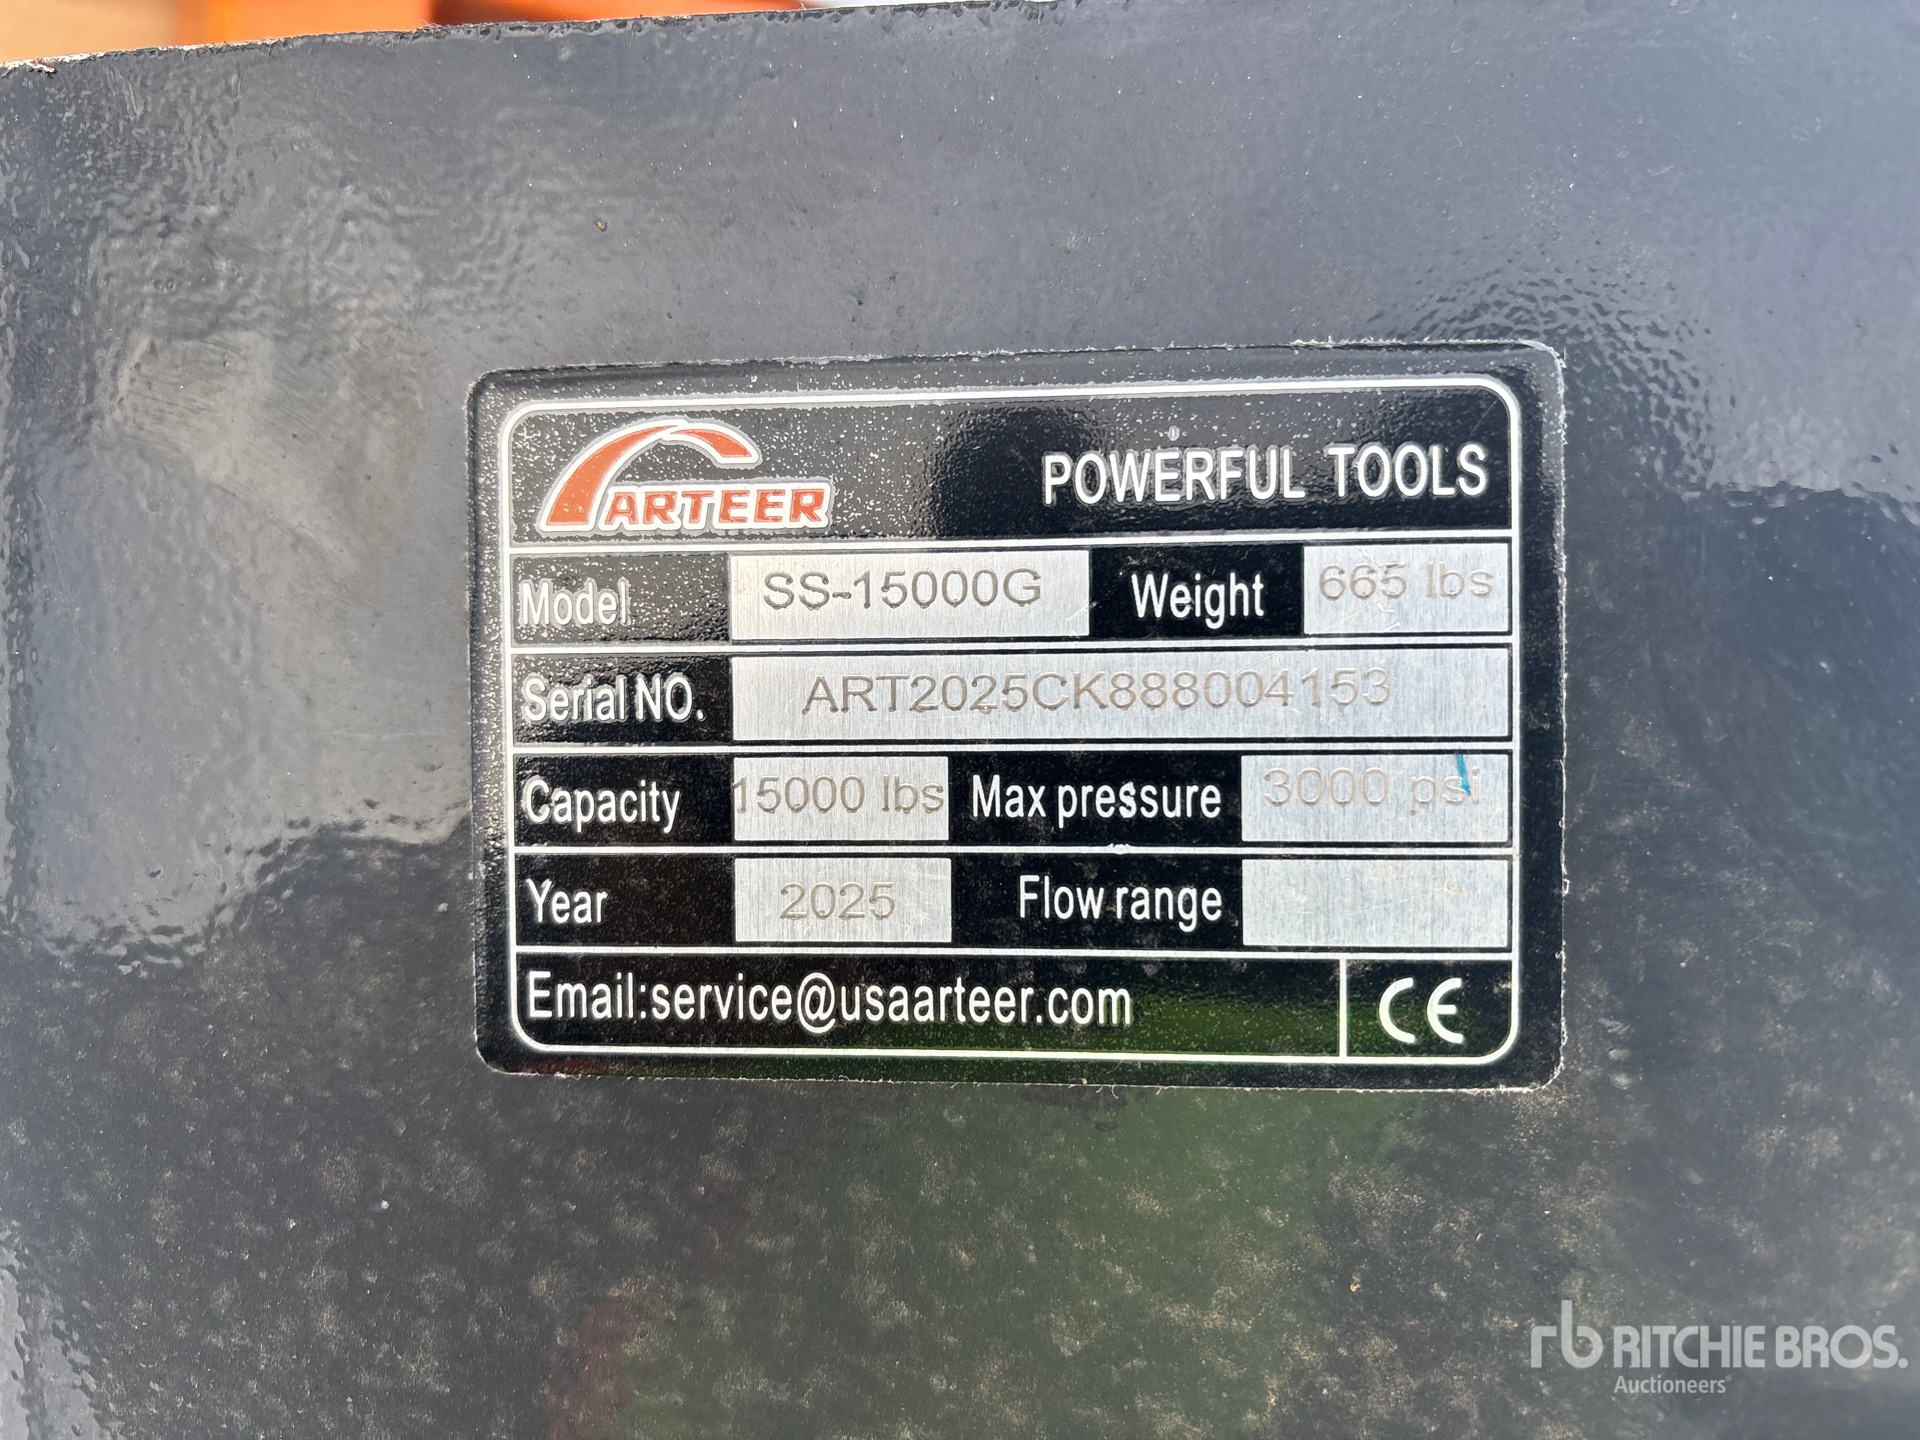 ARTEER POWERFUL TOOLS
Model SS-15000G Weight 665 lbs
Serial NO. ART2025CK888004153
Capacity 15000 lbs Max pressure 3000 psi
Year 2025 Flow range
Email:service@usaarteer.com CE
rb RITCHIE BROS.
Auctioneers